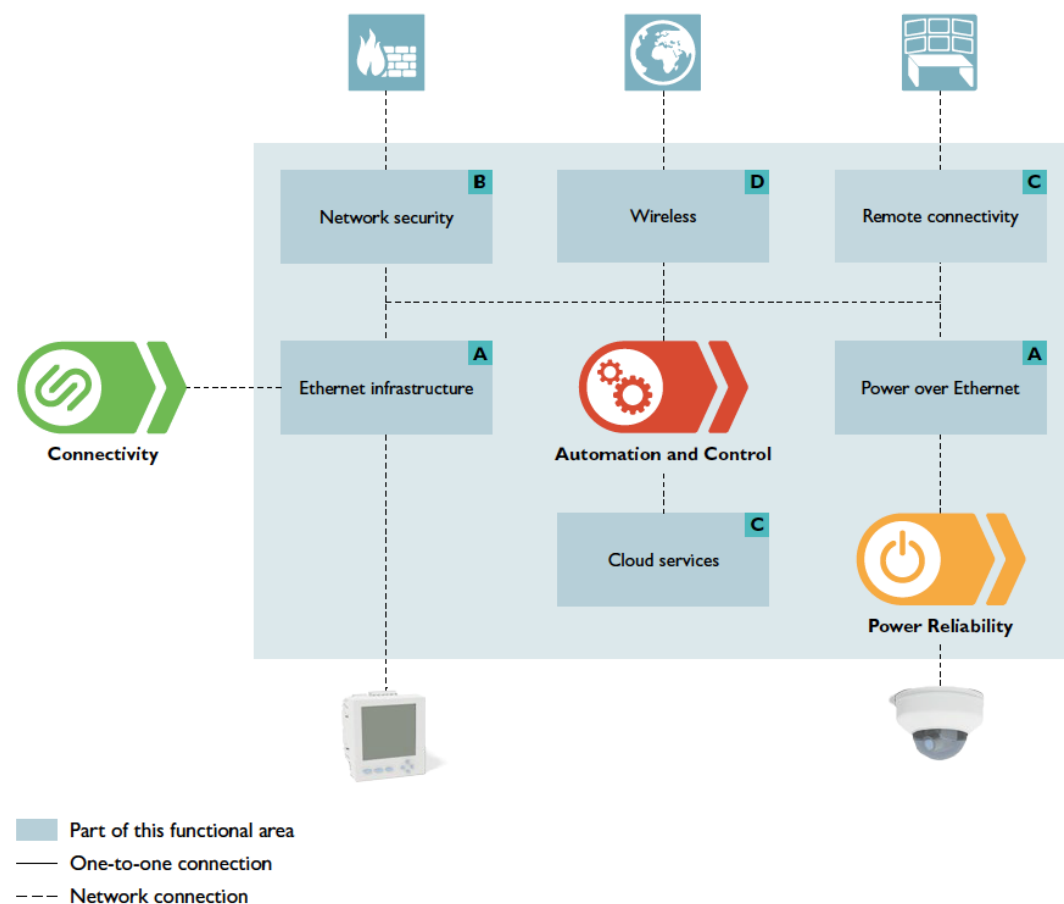 B
Network security
D
Wireless
C
Remote connectivity
A
Ethernet infrastructure
A
Power over Ethernet
Connectivity
Automation and Control
C
Cloud services
Power Reliability
Part of this functional area
One-to-one connection
Network connection